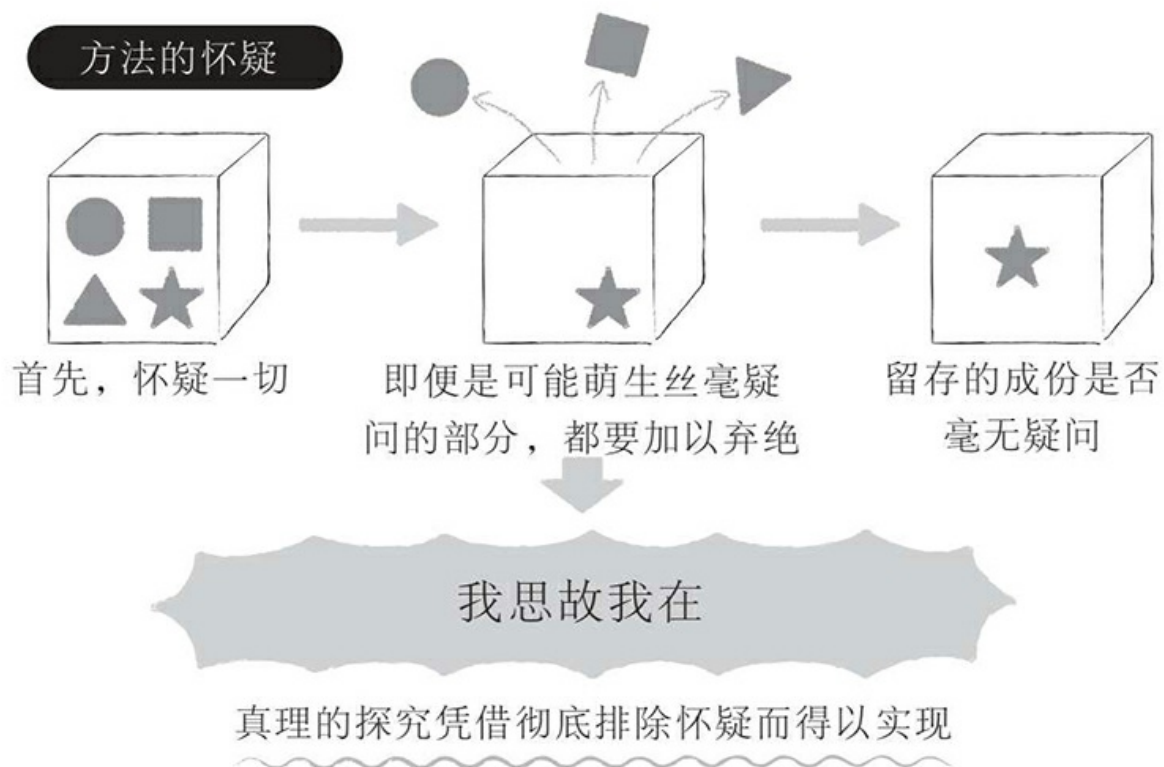 方法的怀疑
首先，怀疑一切
即便是可能萌生丝毫疑
问的部分，都要加以弃绝
留存的成份是否
毫无疑问
我思故我在
真理的探究凭借彻底排除怀疑而得以实现